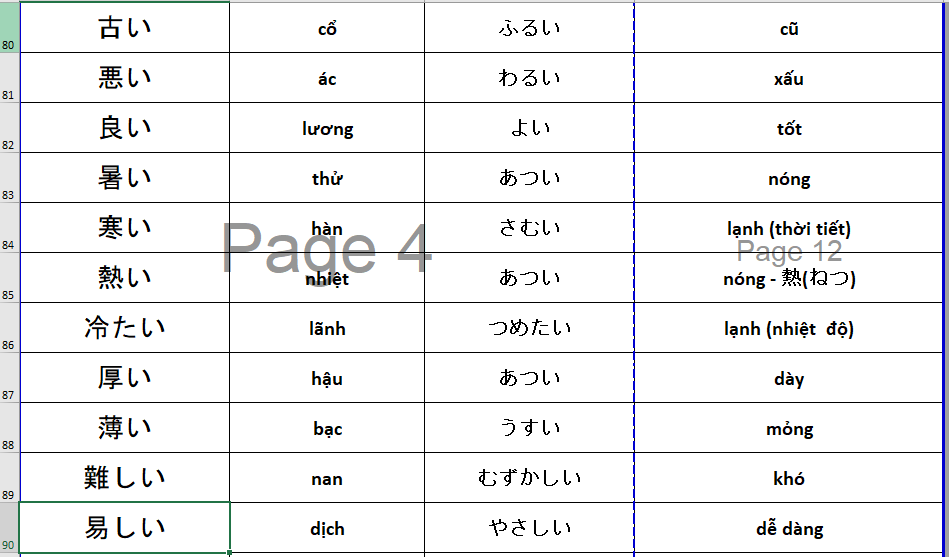 80 古い cổ ふるい cũ
81 悪い ác わるい xấu
82 良い lương よい tốt
83 暑い thử あつい nóng
84 寒い hàn さむい lạnh (thời tiết)
Page 4 Page 12
85 熱い nhiệt あつい nóng - 熱(ねつ)
86 冷たい lãnh つめたい lạnh (nhiệt độ)
87 厚い hậu あつい dày
88 薄い bạc うすい mỏng
89 難しい nan むずかしい khó
90 易しい dịch やさしい dễ dàng